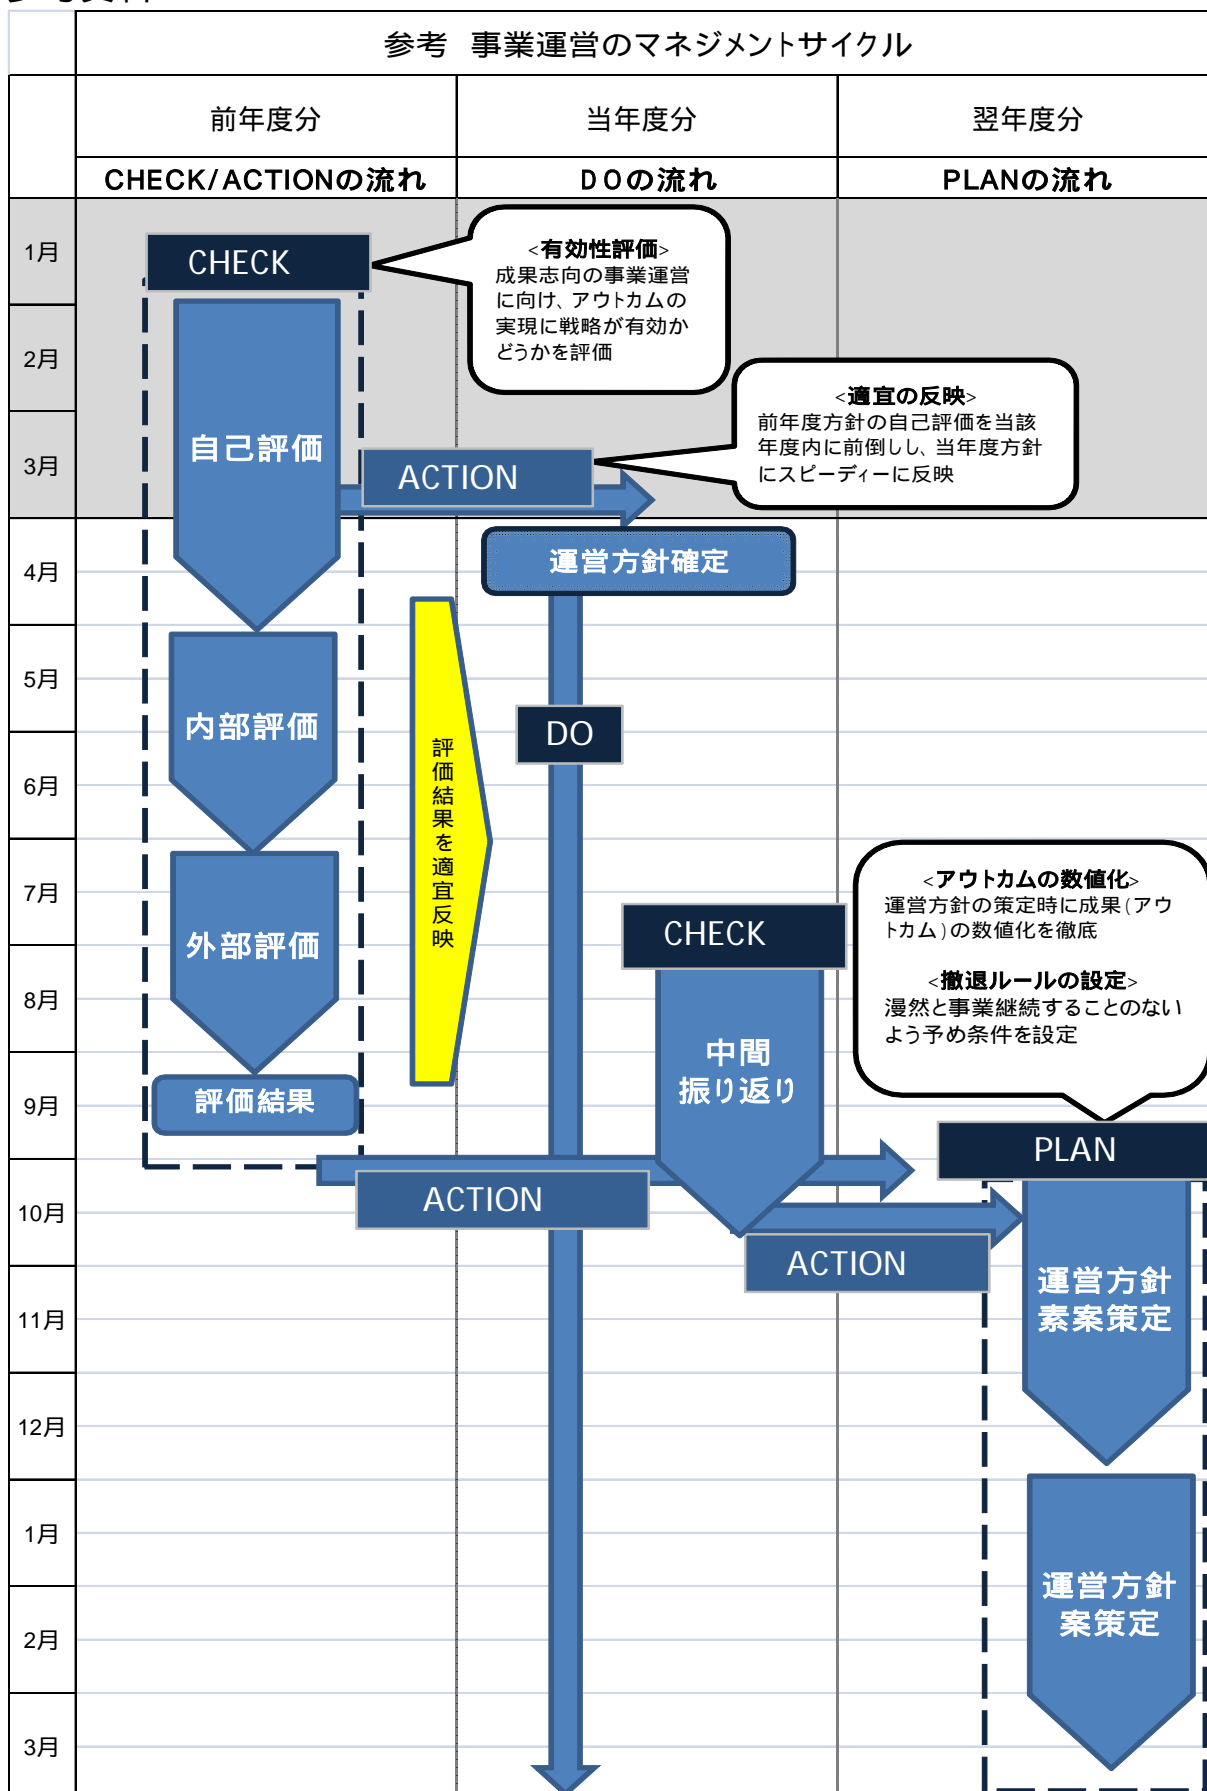 参考 事業運営のマネジメントサイクル
前年度分
当年度分
翌年度分
CHECK/ACTIONの流れ
DOの流れ
PLANの流れ
1月
CHECK
<有効性評価>
成果志向の事業運営
に向け、アウトカムの
実現に戦略が有効か
どうかを評価
2月
<適宜の反映>
前年度方針の自己評価を当該
年度内に前倒しし、当年度方針
にスピーディーに反映
3月
自己評価
ACTION
4月
運営方針確定
5月
内部評価
DO
6月
評価結果を適宜反映
7月
外部評価
CHECK
<アウトカムの数値化>
運営方針の策定時に成果(アウ
トカム)の数値化を徹底
<撤退ルールの設定>
漫然と事業継続することのない
よう予め条件を設定
8月
中間
振り返り
9月
評価結果
PLAN
10月
ACTION
ACTION
運営方針
素案策定
11月
12月
1月
運営方針
案策定
2月
3月